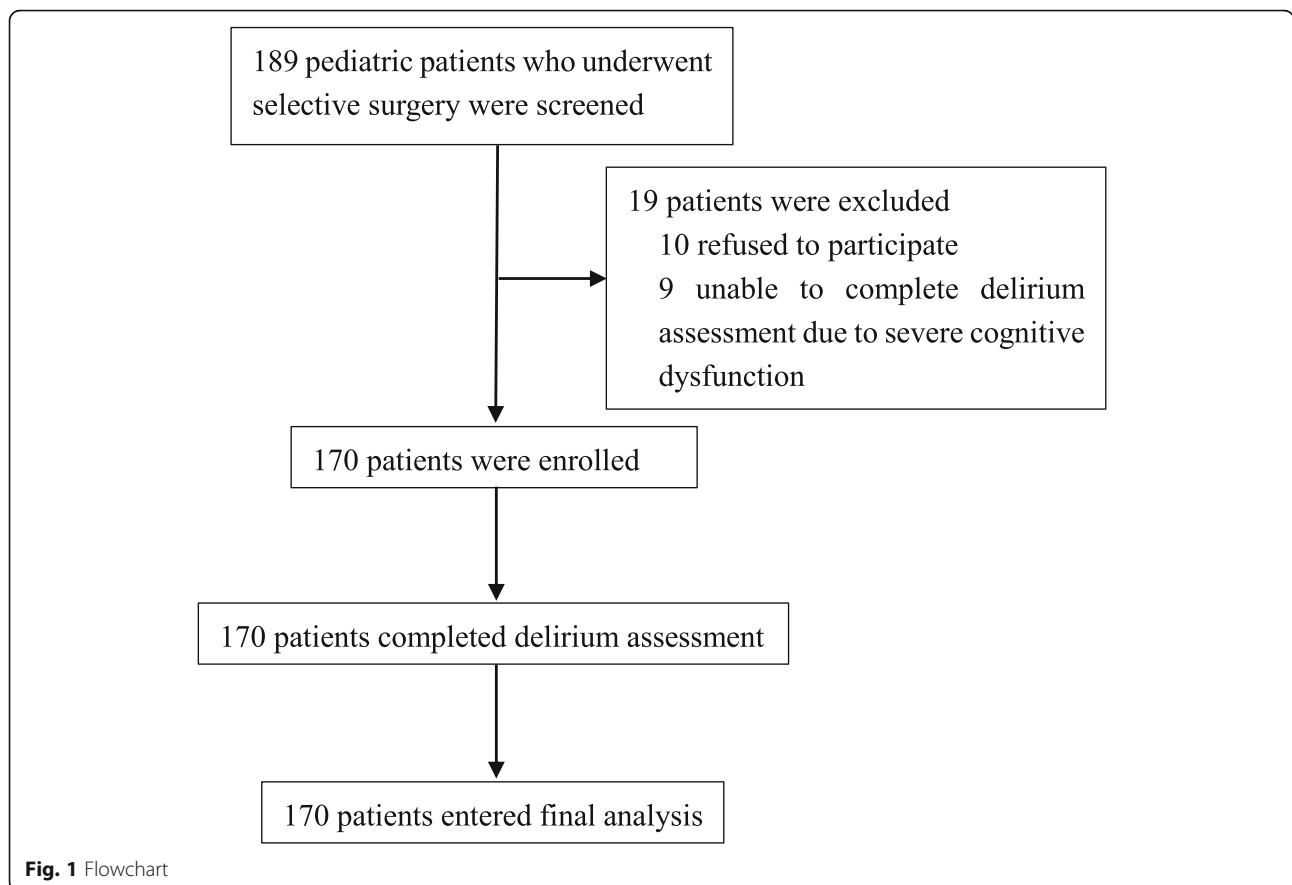 189 pediatric patients who underwent
selective surgery were screened
19 patients were excluded
10 refused to participate
9 unable to complete delirium
assessment due to severe cognitive
dysfunction
170 patients were enrolled
170 patients completed delirium assessment
170 patients entered final analysis
Fig. 1 Flowchart